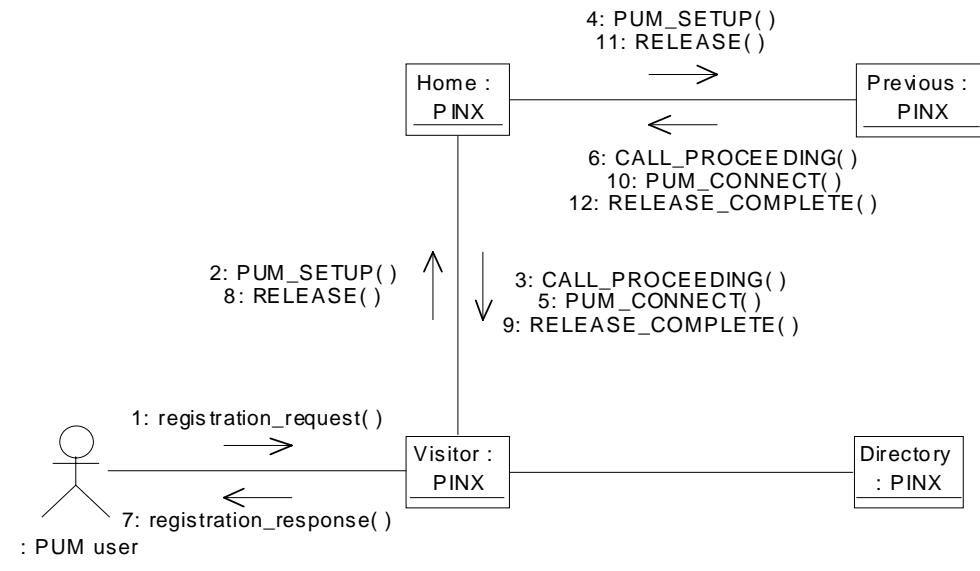 4: PUM_SETUP( )
11: RELEASE( )
Home :
PINX
Previous :
PINX
6: CALL_PROCEEDING( )
10: PUM_CONNECT( )
12: RELEASE_COMPLETE( )
2: PUM_SETUP( )
8: RELEASE( )
3: CALL_PROCEEDING( )
5: PUM_CONNECT( )
9: RELEASE_COMPLETE( )
1: registration_request( )
Visitor :
PINX
Directory
: PINX
7: registration_response( )
: PUM user